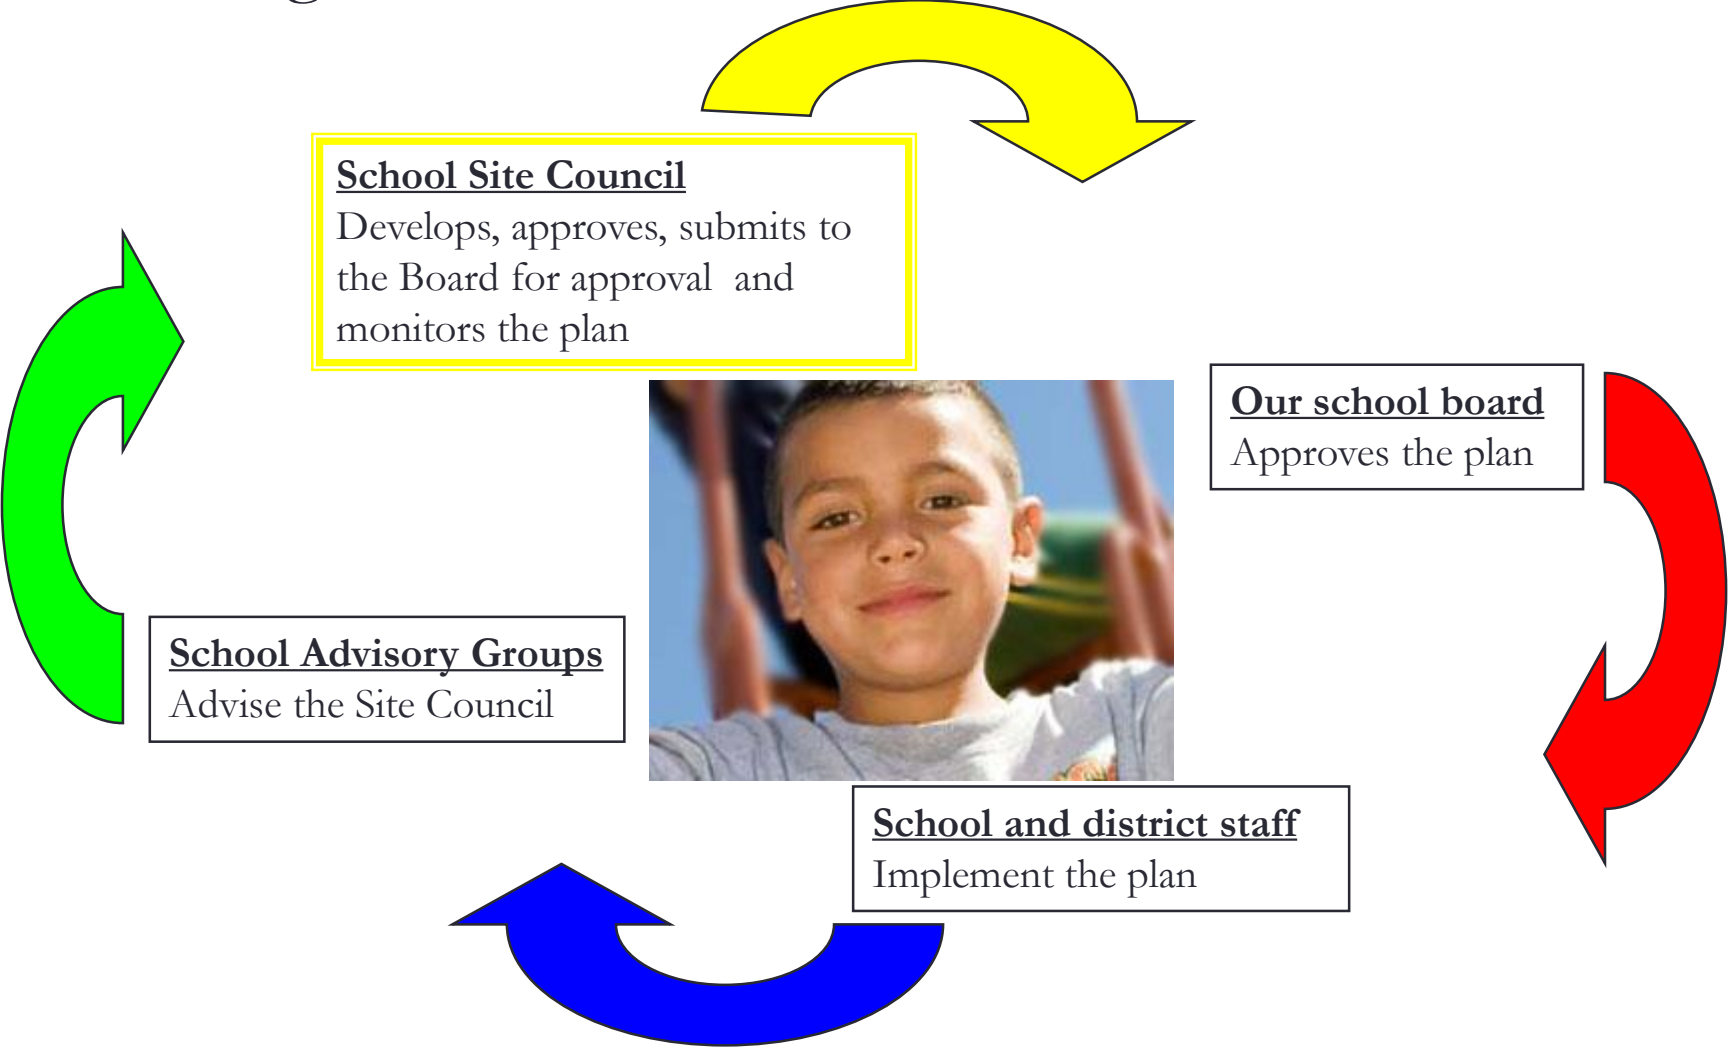 School Site Council
Develops, approves, submits to
the Board for approval  and
monitors the plan
Our school board
Approves the plan
School Advisory Groups
Advise the Site Council
School and district staff
Implement the plan